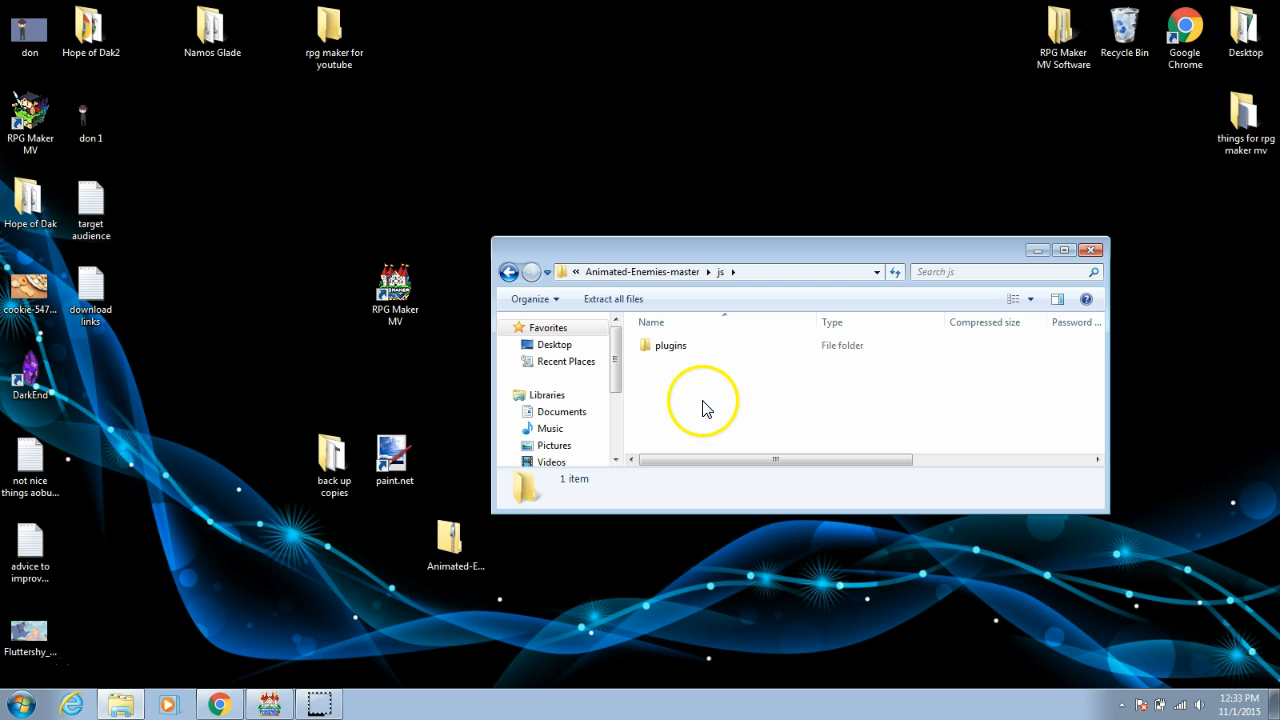 don
Hope of Dak2
Namos Glade
rpg maker for
youtube
RPG Maker
MV Software
Recycle Bin
Google
Chrome
Desktop
RPG Maker
MV
don 1
things for rpg
maker mv
Hope of Dak
target
audience
cookie-547...
download
links
RPG Maker
MV
DarkEnd
not nice
things aobu...
back up
copies
paint.net
advice to
improv...
Animated-E...
Fluttershy_...
« Animated-Enemies-master
js
Search js
Organize
Extract all files
Favorites
Desktop
Recent Places
Libraries
Documents
Music
Pictures
Videos
Name
Type
Compressed size
Password ...
plugins
File folder
1 item
12:33 PM
11/1/2015